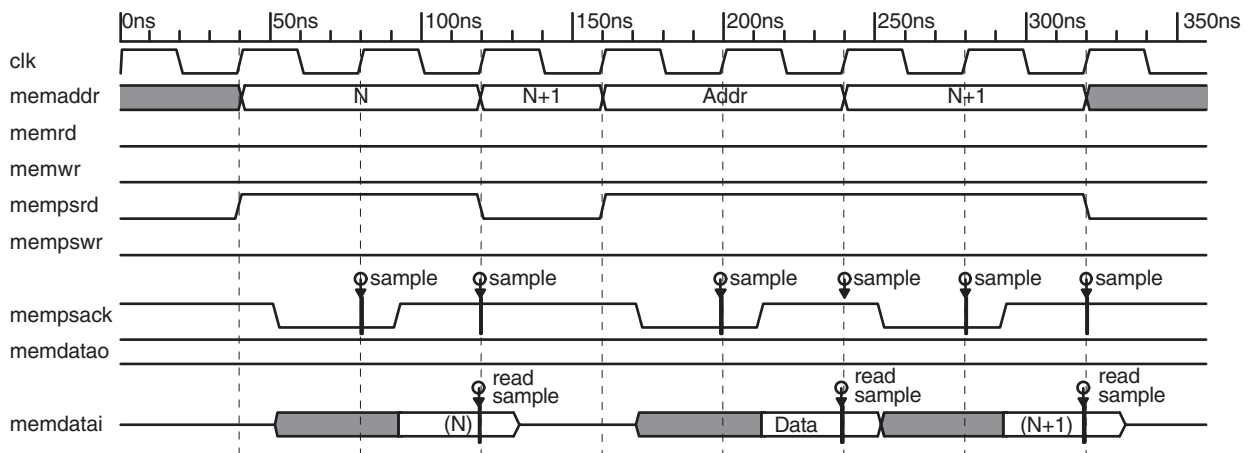 0ns 50ns 100ns 150ns 200ns 250ns 300ns 350ns
clk
memaddr N N+1 Addr N+1
memrd
memwr
mempsrd
mempswr
sample sample sample sample sample sample
mempsack
memdatao
read sample read sample read sample
memdatai (N) Data (N+1)